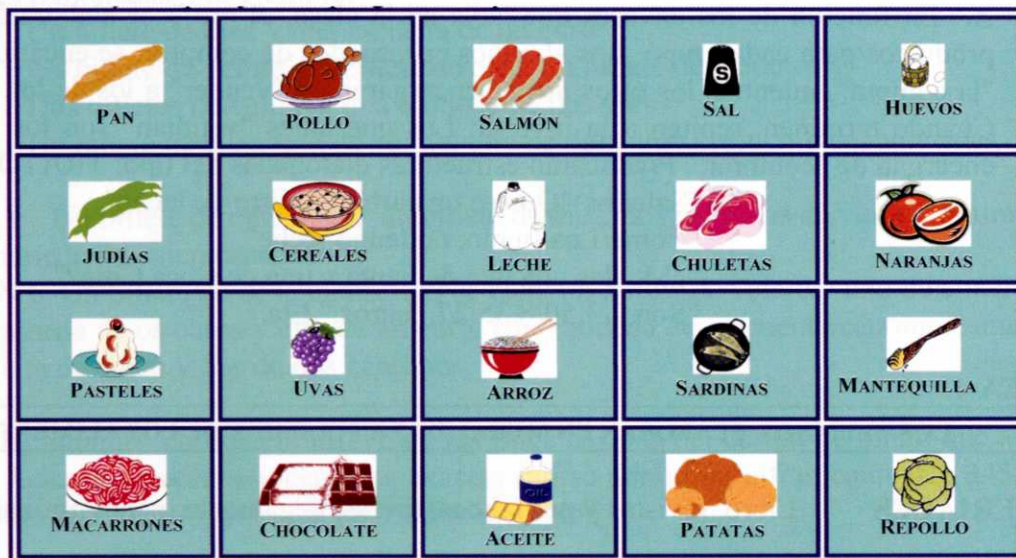 PAN
POLLO
SALMÓN
S
SAL
HUEVOS
JUDÍAS
CEREALES
LECHE
CHULETAS
NARANJAS
PASTELES
UVAS
ARROZ
SARDINAS
MANTEQUILLA
MACARRONES
CHOCOLATE
OIL
ACEITE
PATATAS
REPOLLO